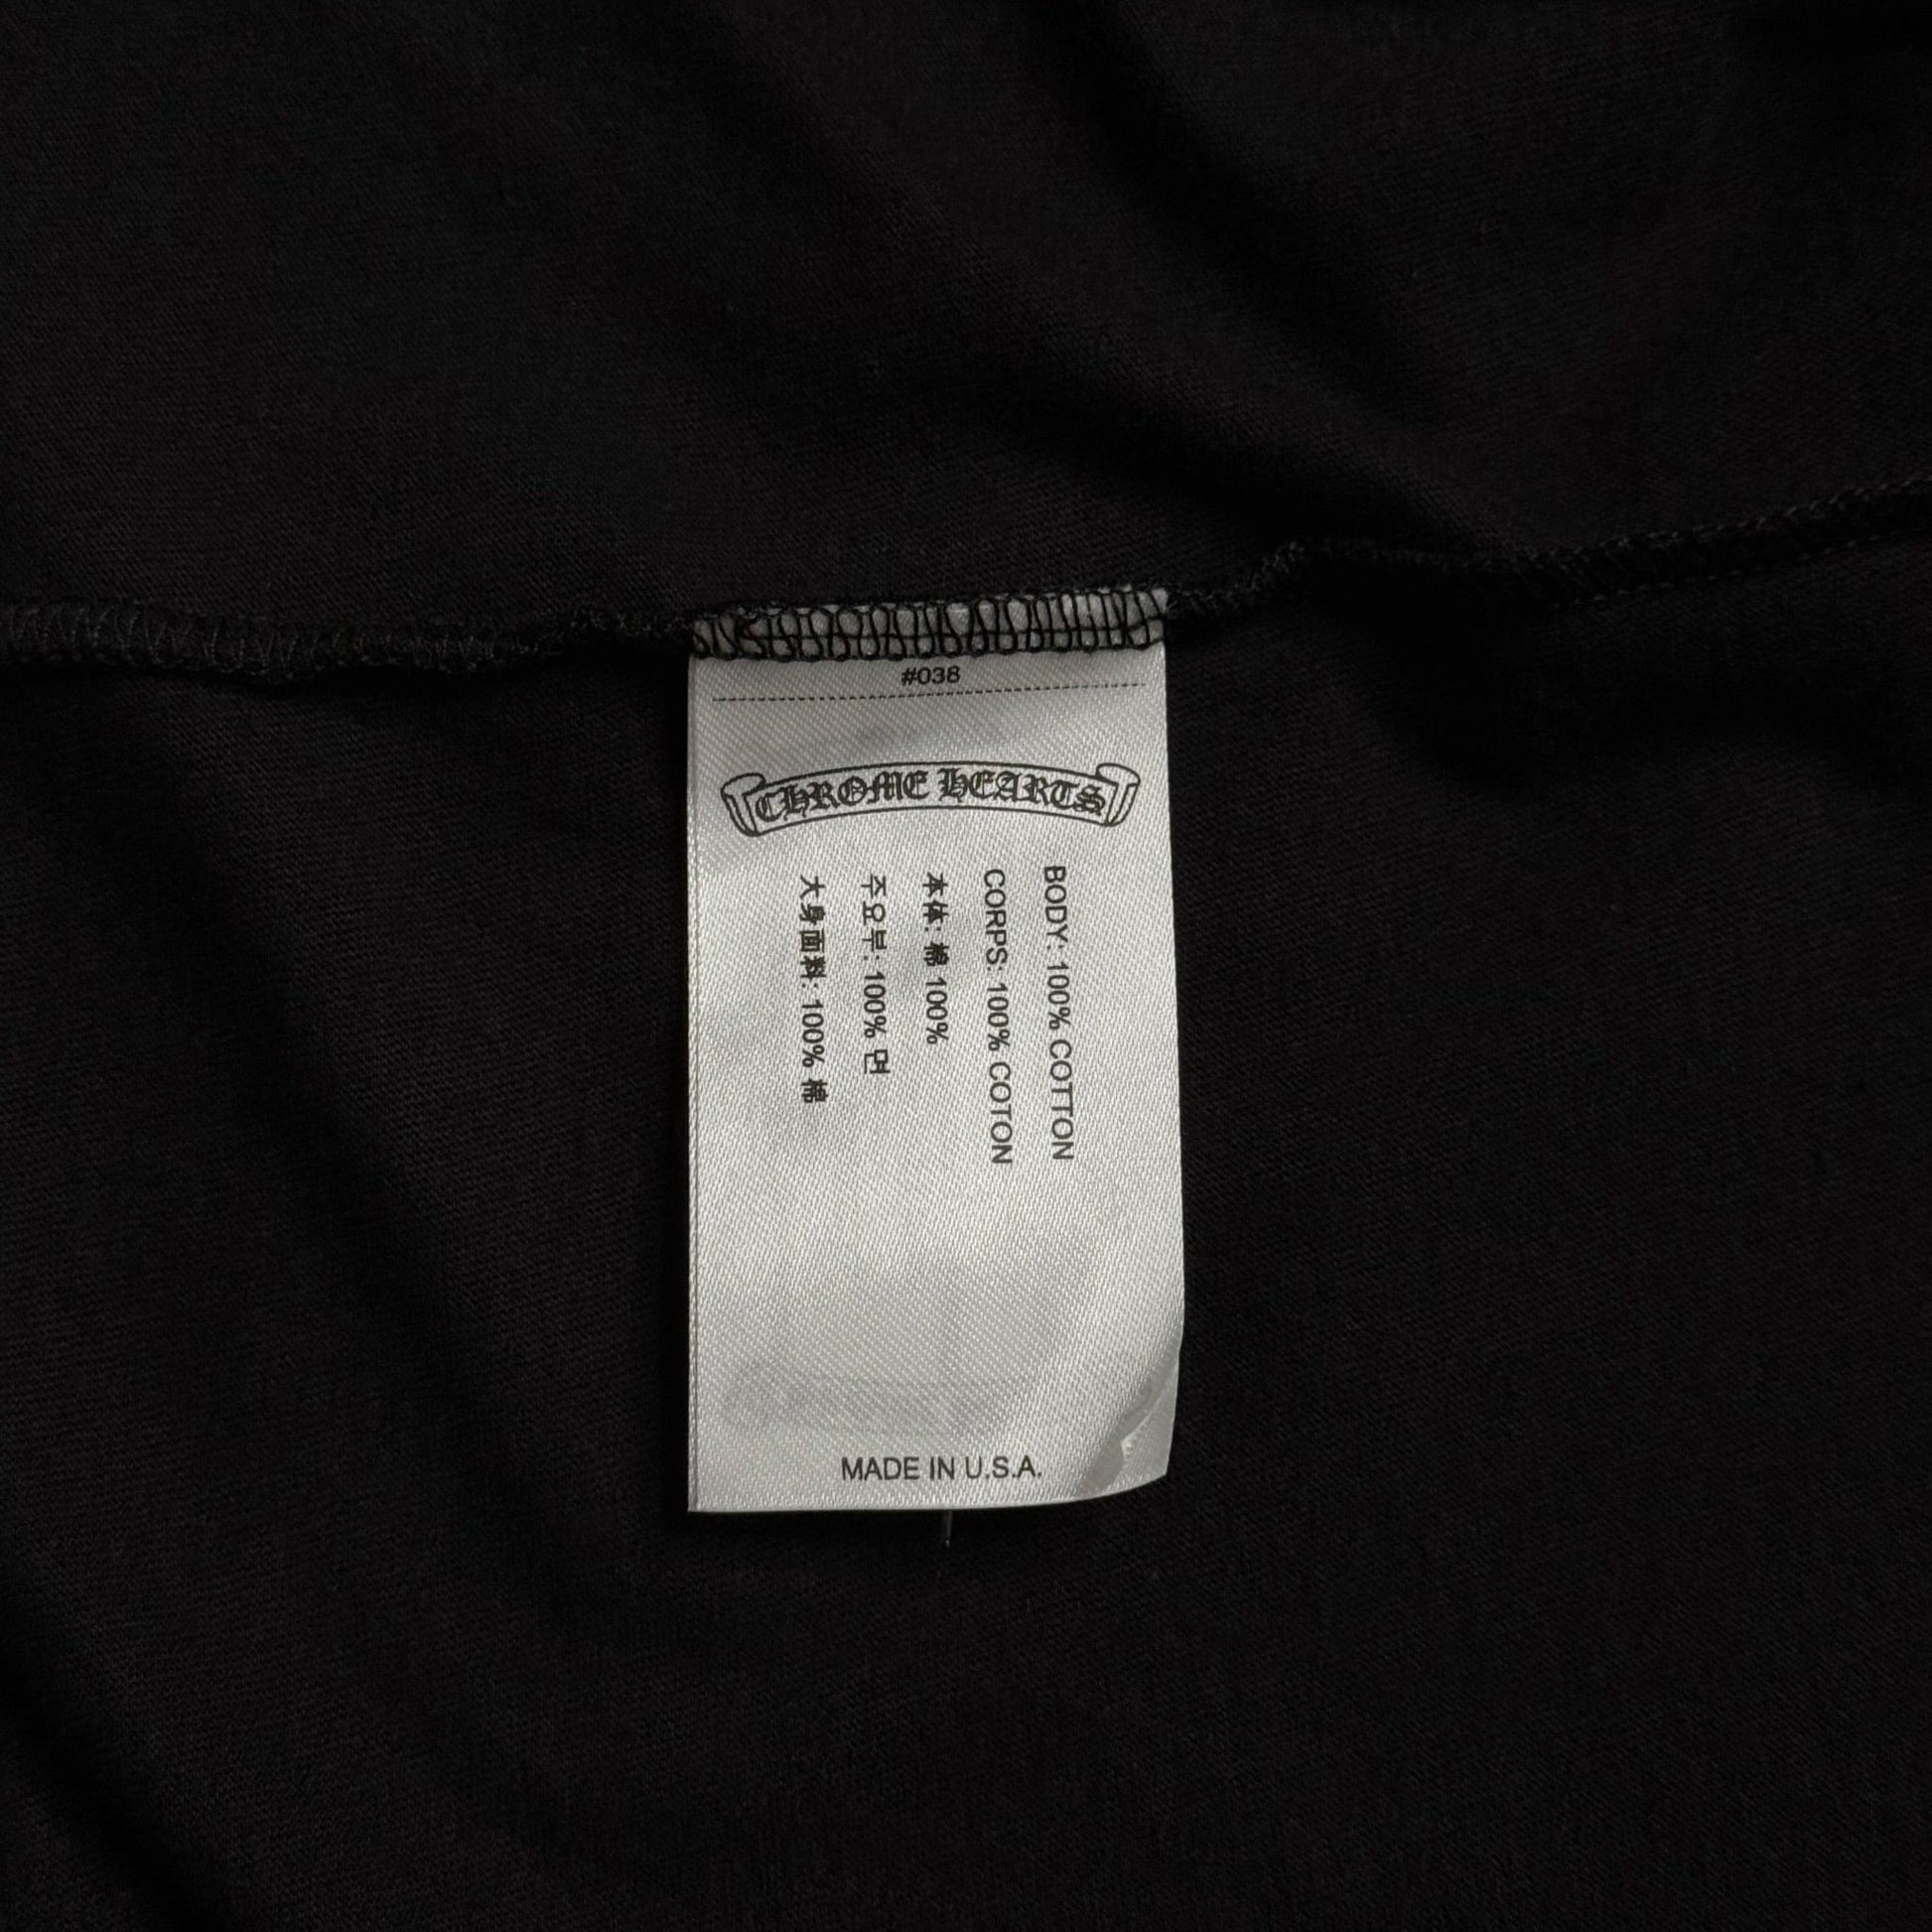 #038
CHROME HEARTS
BODY: 100% COTTON
CORPS: 100% COTON
本体: 綿 100%
주요부: 100% 면
大身面料: 100% 棉
MADE IN U.S.A.